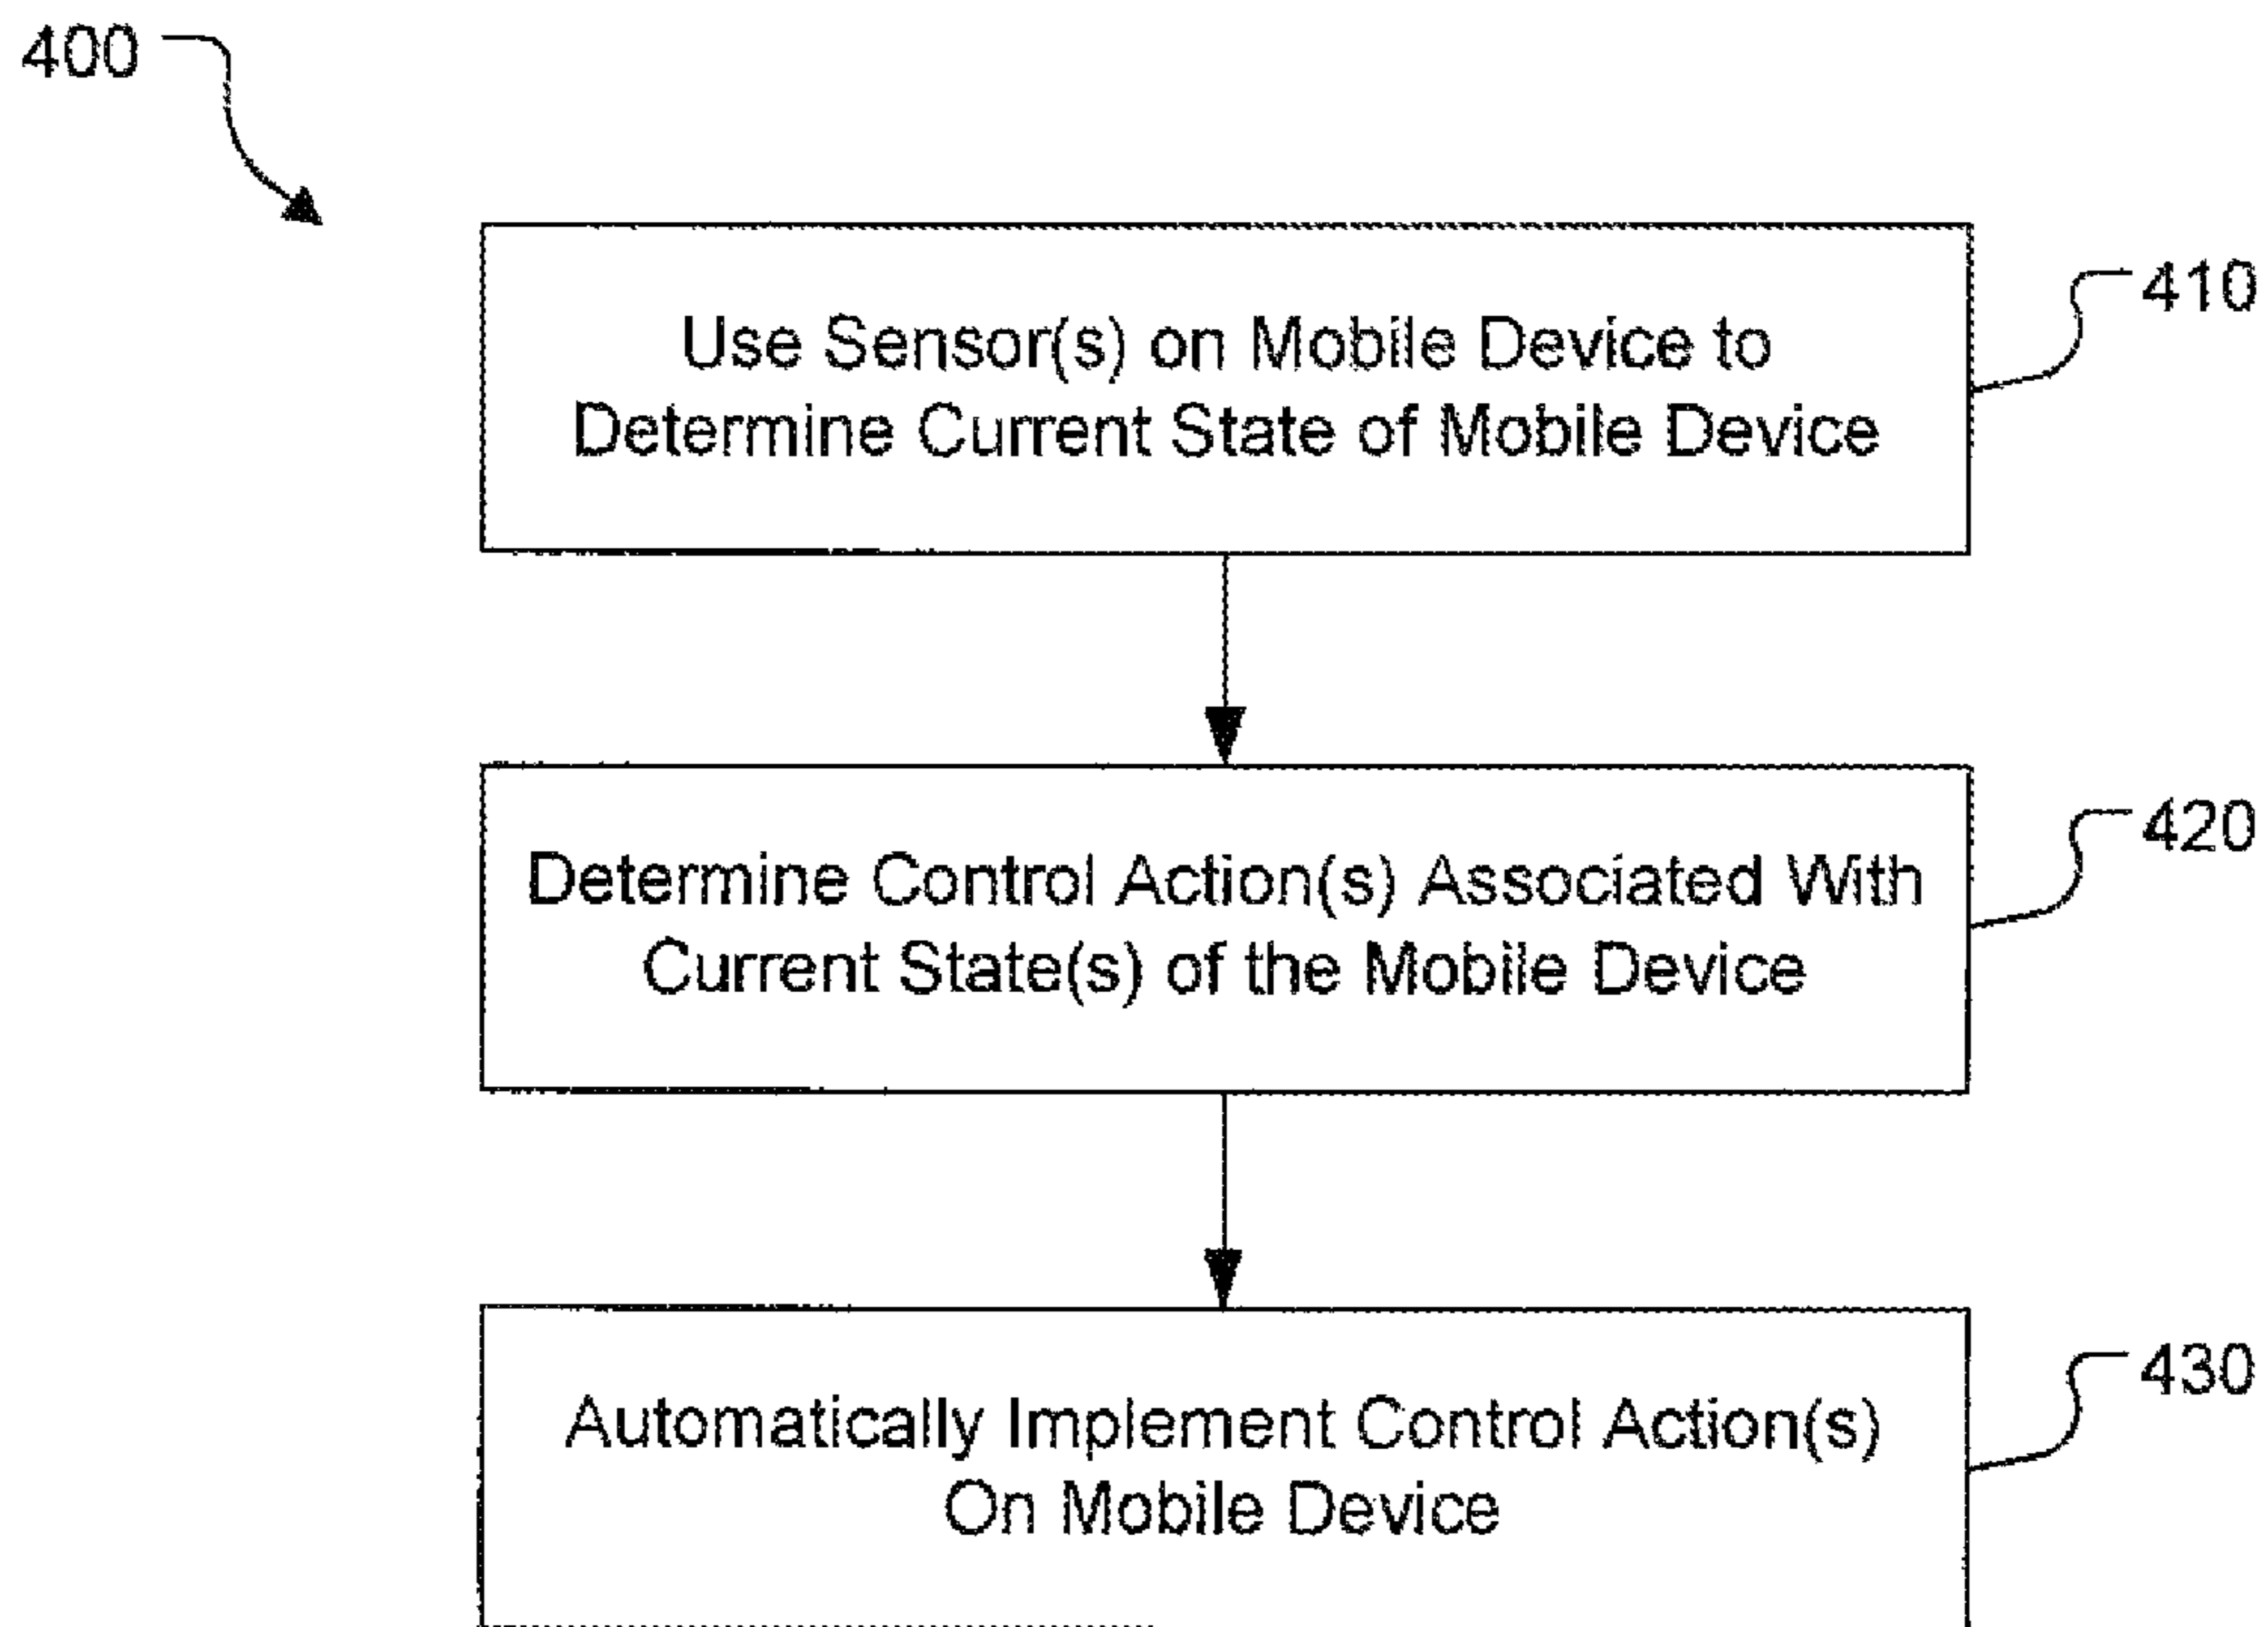 400
Use Sensor(s) on Mobile Device to
Determine Current State of Mobile Device
410
Determine Control Action(s) Associated With
Current State(s) of the Mobile Device
420
Automatically Implement Control Action(s)
On Mobile Device
430